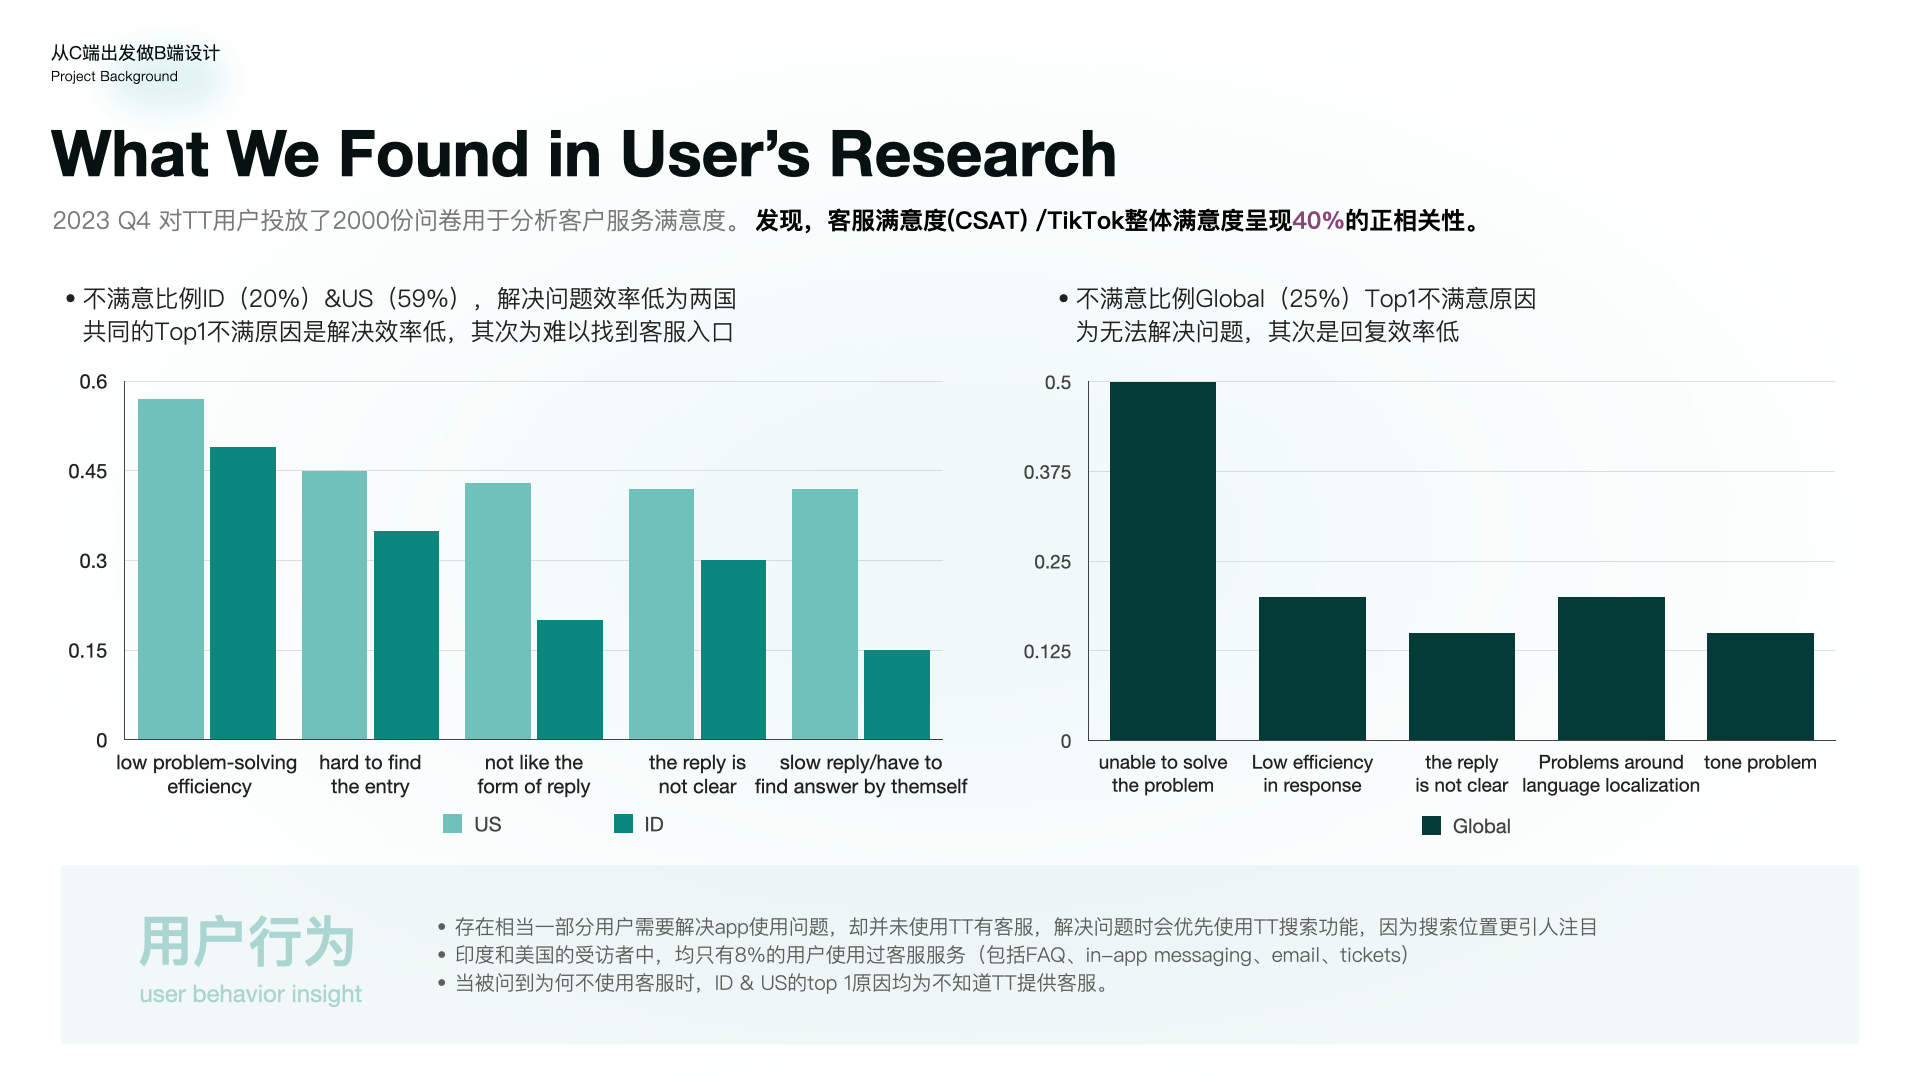 从C端出发做B端设计
Project Background
What We Found in User’s Research
2023 Q4 对TT用户投放了2000份问卷用于分析客户服务满意度。 发现，客服满意度(CSAT) /TikTok整体满意度呈现40%的正相关性。
• 不满意比例ID（20%）&US（59%），解决问题效率低为两国
共同的Top1不满原因是解决效率低，其次为难以找到客服入口
0.6
0.45
0.3
0.15
0
low problem-solving
efficiency
hard to find
the entry
not like the
form of reply
the reply is
not clear
slow reply/have to
find answer by themself
US
ID
• 不满意比例Global（25%）Top1不满意原因
为无法解决问题，其次是回复效率低
0.5
0.375
0.25
0.125
0
unable to solve
the problem
Low efficiency
in response
the reply
is not clear
Problems around
language localization
tone problem
Global
用户行为
user behavior insight
• 存在相当一部分用户需要解决app使用问题，却并未使用TT有客服，解决问题时会优先使用TT搜索功能，因为搜索位置更引人注目
• 印度和美国的受访者中，均只有8%的用户使用过客服服务（包括FAQ、in-app messaging、email、tickets）
• 当被问到为何不使用客服时，ID & US的top 1原因均为不知道TT提供客服。